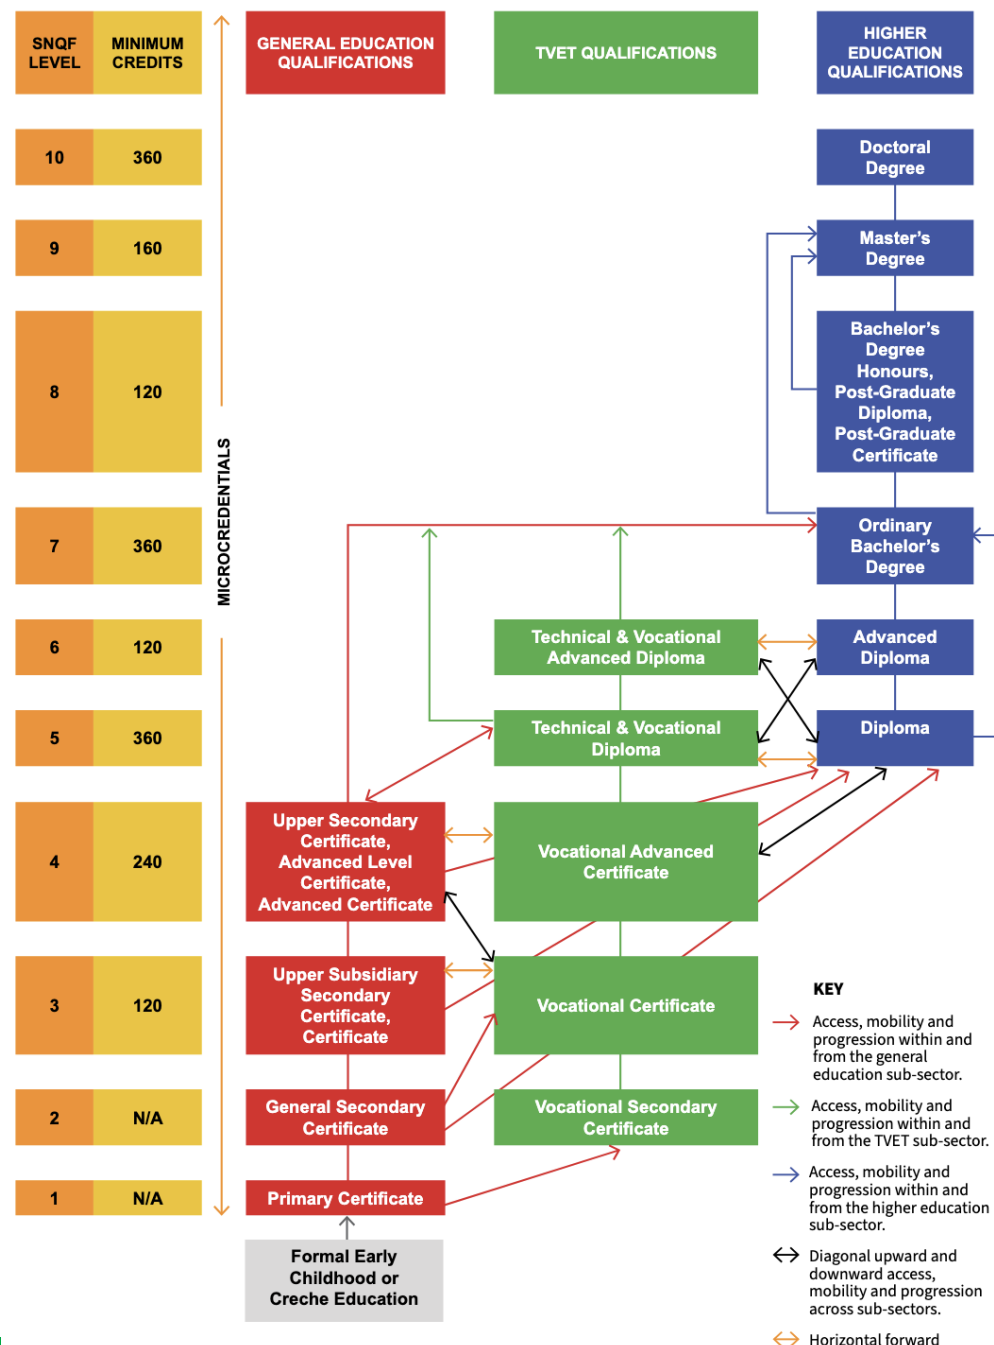 SNQF
LEVEL
MINIMUM
CREDITS
GENERAL EDUCATION
QUALIFICATIONS
TVET QUALIFICATIONS
HIGHER
EDUCATION
QUALIFICATIONS
10
360
Doctoral
Degree
9
160
Master's
Degree
8
120
Bachelor's
Degree
Honours,
Post-Graduate
Diploma,
Post-Graduate
Certificate
MICROCREDENTIALS
7
360
Ordinary
Bachelor's
Degree
6
120
Technical & Vocational
Advanced Diploma
Advanced
Diploma
5
360
Technical & Vocational
Diploma
Diploma
4
240
Upper Secondary
Certificate,
Advanced Level
Certificate,
Advanced Certificate
Vocational Advanced
Certificate
3
120
Upper Subsidiary
Secondary
Certificate,
Certificate
Vocational Certificate
2
N/A
General Secondary
Certificate
Vocational Secondary
Certificate
1
N/A
Primary Certificate
Formal Early
Childhood or
Creche Education
KEY
Access, mobility and
progression within and
from the general
education sub-sector.
Access, mobility and
progression within and
from the TVET sub-sector.
Access, mobility and
progression within and
from the higher education
sub-sector.
Diagonal upward and
downward access,
mobility and progression
across sub-sectors.
Horizontal forward